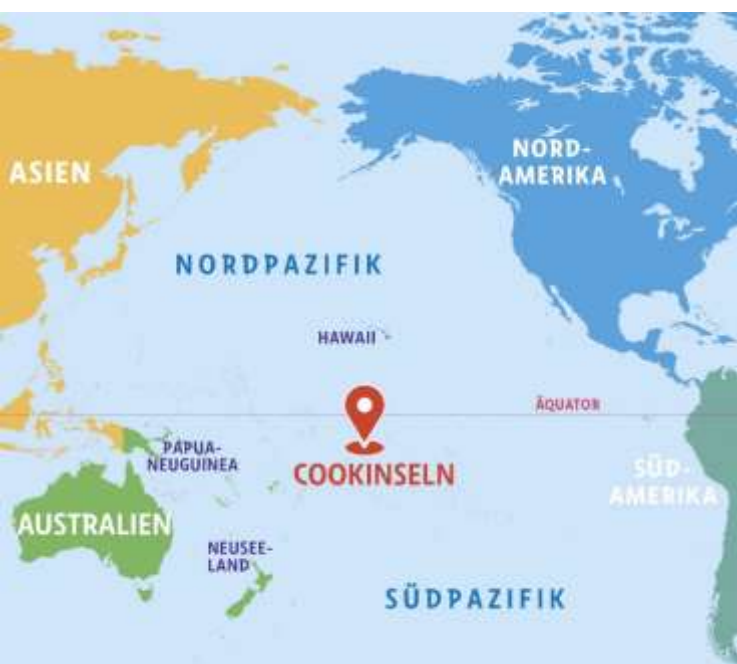 NORD-
AMERIKA
ASIEN
NORDPAZIFIK
HAWAII
ÄQUATOR
PAPUA-
NEUGUINEA
COOKINSELN
SÜD-
AMERIKA
AUSTRALIEN
NEUSEE-
LAND
SÜDPAZIFIK